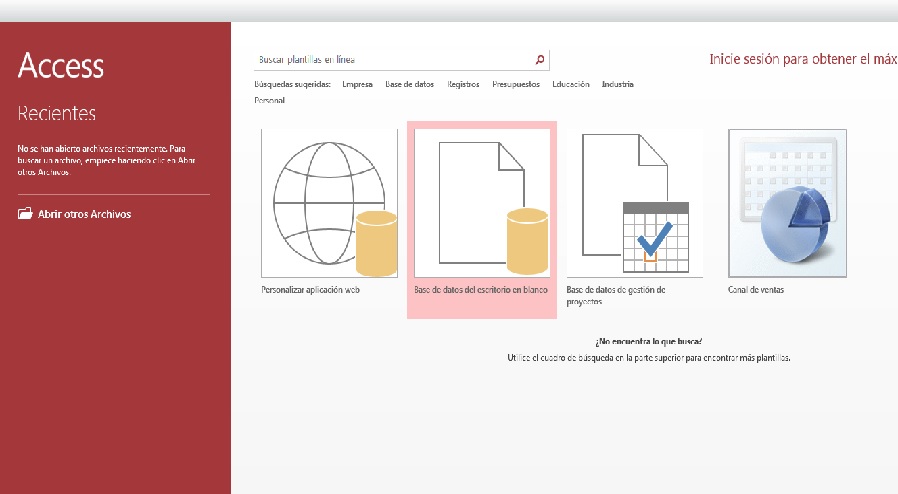 Access
Recientes
No se han abierto archivos recientemente. Para
buscar un archivo, empiece haciendo clic en Abrir
otros Archivos.
Abrir otros Archivos
Buscar plantillas en línea
Inicie sesión para obtener el máx
Búsquedas sugeridas: Empresa Base de datos Registros Presupuestos Educación Industria
Personal
Personalizar aplicación web
Base de datos del escritorio en blanco
Base de datos de gestión de
proyectos
Canal de ventas
¿No encuentra lo que busca?
Utilice el cuadro de búsqueda en la parte superior para encontrar más plantillas.